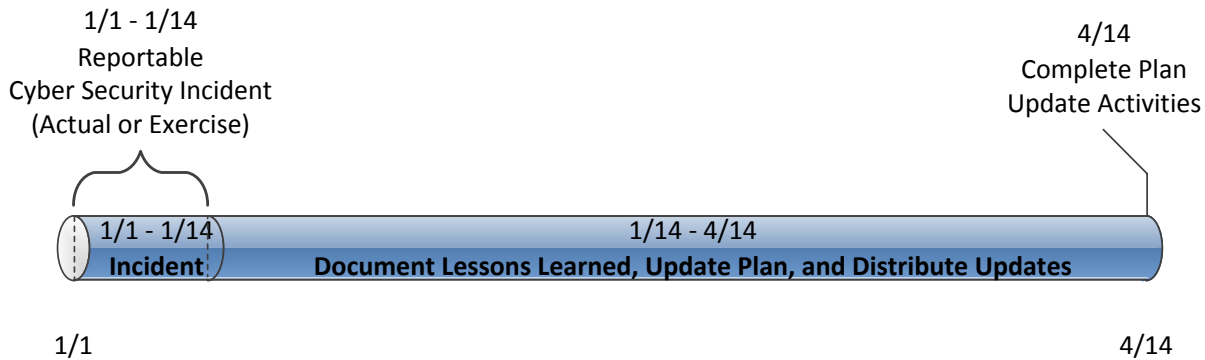 1/1 - 1/14
Reportable
Cyber Security Incident
(Actual or Exercise)
4/14
Complete Plan
Update Activities
1/1 - 1/14
Incident
1/14 - 4/14
Document Lessons Learned, Update Plan, and Distribute Updates
1/1
4/14